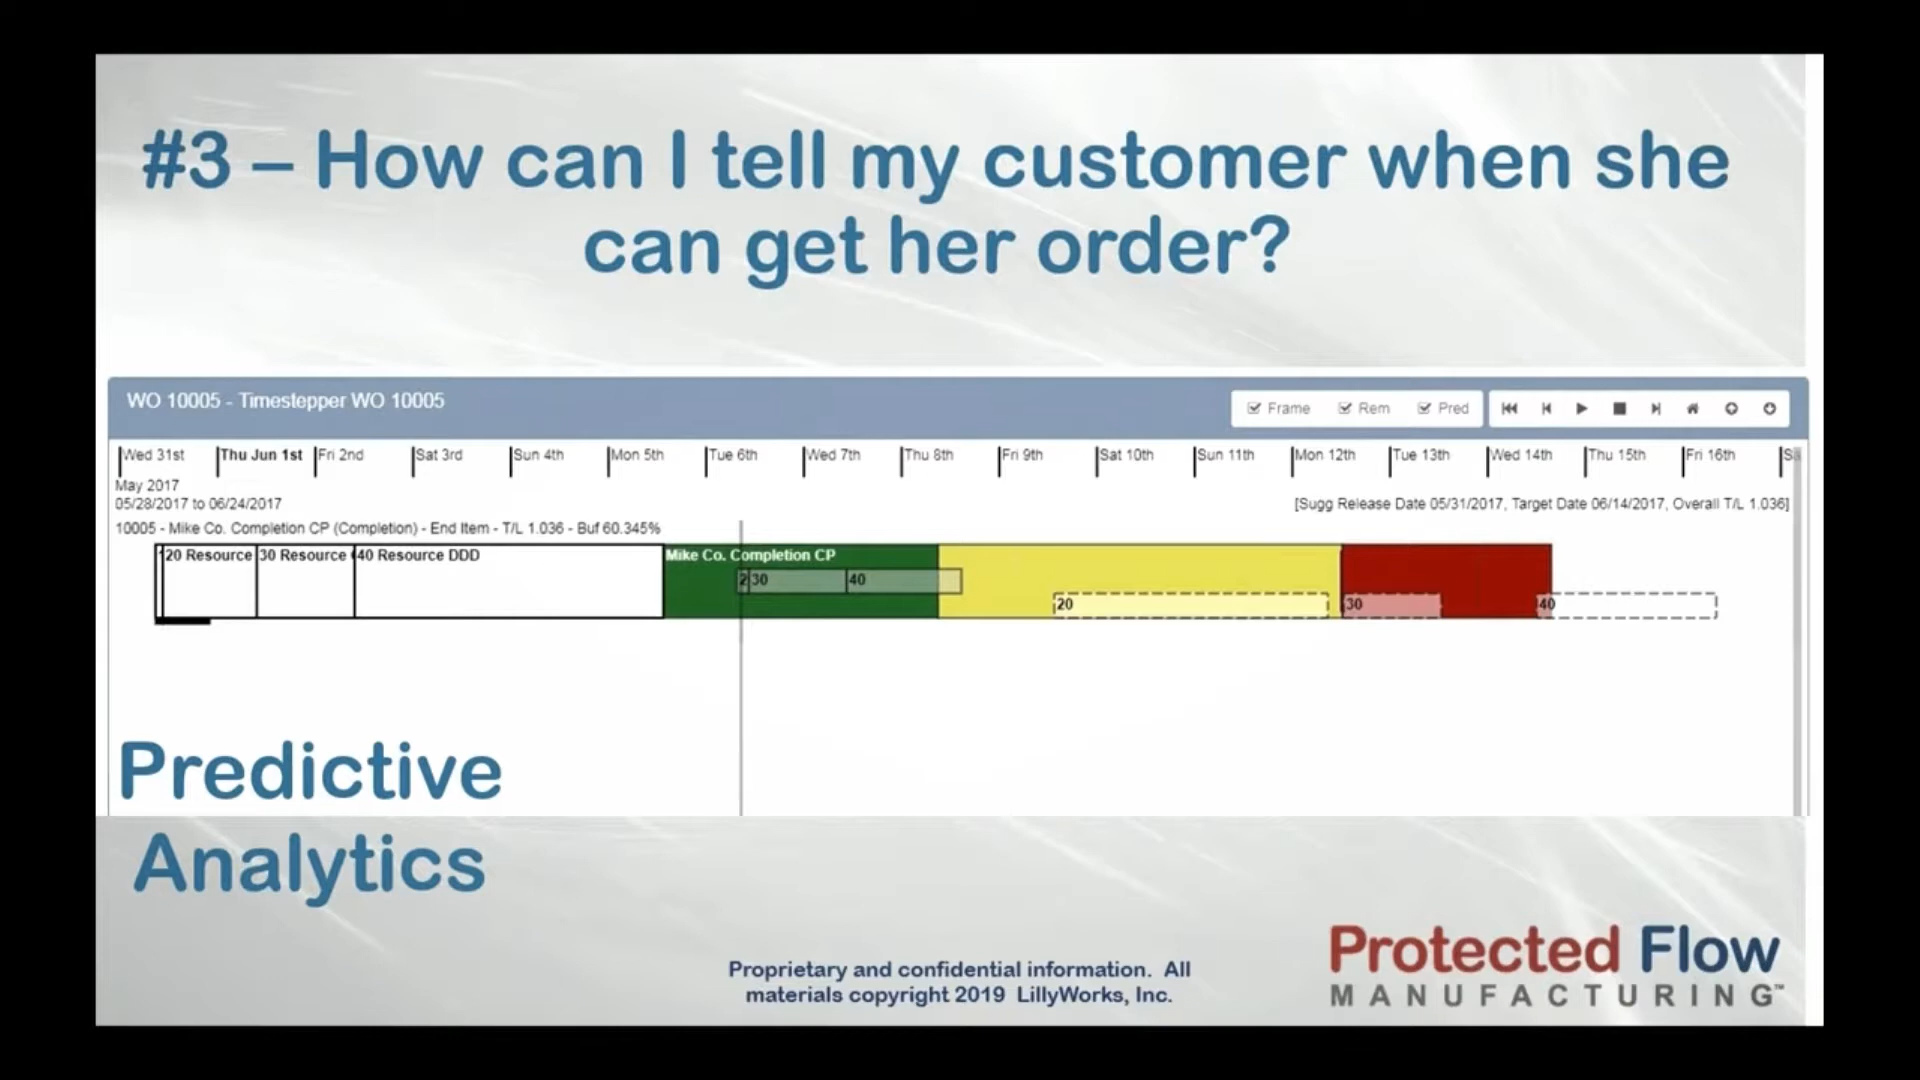 #3 – How can I tell my customer when she
can get her order?
WO 10005 - Timestepper WO 10005
Frame Rem Pred
Wed 31st Thu Jun 1st Fri 2nd Sat 3rd Sun 4th Mon 5th Tue 6th Wed 7th Thu 8th Fri 9th Sat 10th Sun 11th Mon 12th Tue 13th Wed 14th Thu 15th Fri 16th
May 2017
05/28/2017 to 06/24/2017 [Sugg Release Date 05/31/2017, Target Date 06/14/2017, Overall T/L 1.036]
10005 - Mike Co. Completion CP (Completion) - End Item - T/L 1.036 - Buf 60.345%
20 Resource 30 Resource 40 Resource DDD Mike Co. Completion CP
2 30 40
20 30 40
Predictive
Analytics
Proprietary and confidential information. All
materials copyright 2019 LillyWorks, Inc.
Protected Flow
MANUFACTURING™